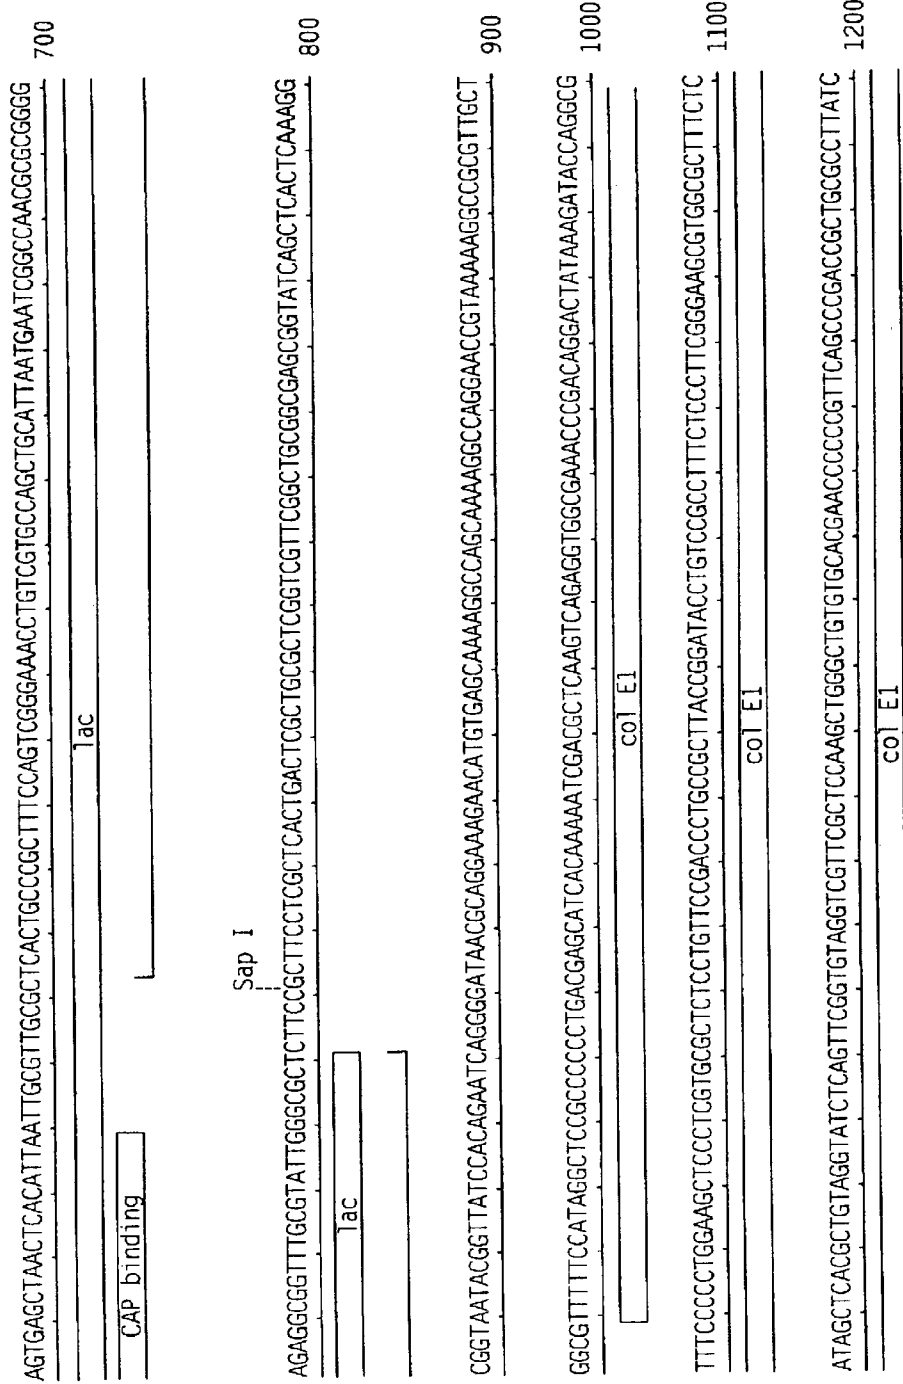 AGTGAGCTAACTCACATTAATTGCGTTGCGCTCACTGCCCGCTTTCCAGTCGGGAAACCTGTCGTGCCAGCTGCATTAATGAATCGGCCAACGCGCGGGG 700
lac
CAP binding
Sap I
AGAGGCGGTTTGCGTATTGGGCGCTCTTCCGCTTCCTCGCTCACTGACTCGCTGCGCTCGGTCGTTCGGCTGCGGCGAGCGGTATCAGCTCACTCAAAGG 800
lac
CGGTAATACGGTTATCCACAGAATCAGGGGATAACGCAGGAAAGAACATGTGAGCAAAAGGCCAGCAAAAGGCCAGGAACCGTAAAAAGGCCGCGTTGCT 900
GGCGTTTTTCCATAGGCTCCGCCCCCCTGACGAGCATCACAAAAATCGACGCTCAAGTCAGAGGTGGCGAAACCCGACAGGACTATAAAGATACCAGGCG 1000
col E1
TTTCCCCCTGGAAGCTCCCTCGTGCGCTCTCCTGTTCCGACCCTGCCGCTTACCGGATACCTGTCCGCCTTTCTCCCTTCGGGAAGCGTGGCGCTTTCTC 1100
col E1
ATAGCTCACGCTGTAGGTATCTCAGTTCGGTGTAGGTCGTTCGCTCCAAGCTGGGCTGTGTGCACGAACCCCCCGTTCAGCCCGACCGCTGCGCCTTATC 1200
col E1